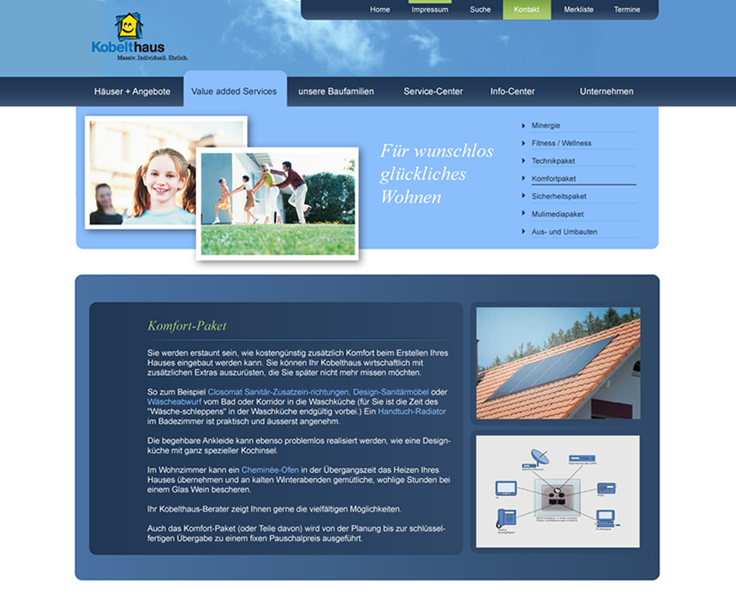 Home Impressum Suche Kontakt Merkliste Termine
Kobelthaus
Massiv. Individuell. Ehrlich.
Häuser + Angebote Value added Services unsere Baufamilien Service-Center Info-Center Unternehmen
Für wunschlos
glückliches
Wohnen
Minergie
Fitness / Wellness
Technikpaket
Komfortpaket
Sicherheitspaket
Mulimediapaket
Aus- und Umbauten
Komfort-Paket
Sie werden erstaunt sein, wie kostengünstig zusätzlich Komfort beim Erstellen Ihres
Hauses eingebaut werden kann. Sie können Ihr Kobelthaus wirtschaftlich mit
zusätzlichen Extras auszurüsten, die Sie später nicht mehr missen möchten.
So zum Beispiel Closomat Sanitär-Zusatzein-richtungen, Design-Sanitärmöbel oder
Wäscheabwurf vom Bad oder Korridor in die Waschküche (für Sie ist die Zeit des
"Wäsche-schleppens" in der Waschküche endgültig vorbei.) Ein Handtuch-Radiator
im Badezimmer ist praktisch und äusserst angenehm.
Die begehbare Ankleide kann ebenso problemlos realisiert werden, wie eine Design-
küche mit ganz spezieller Kochinsel.
Im Wohnzimmer kann ein Cheminée-Ofen in der Übergangszeit das Heizen Ihres
Hauses übernehmen und an kalten Winterabenden gemütliche, wohlige Stunden bei
einem Glas Wein bescheren.
Ihr Kobelthaus-Berater zeigt Ihnen gerne die vielfältigen Möglichkeiten.
Auch das Komfort-Paket (oder Teile davon) wird von der Planung bis zur schlüssel-
fertigen Übergabe zu einem fixen Pauschalpreis ausgeführt.